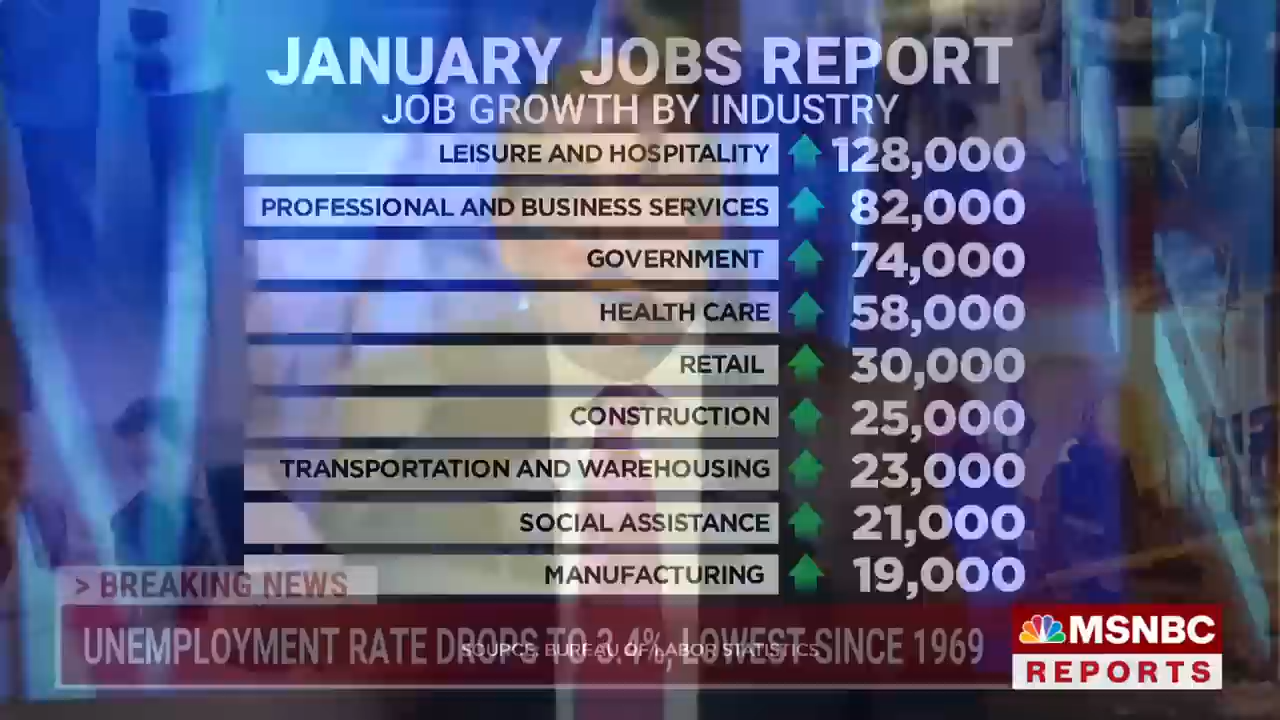 JANUARY JOBS REPORT
JOB GROWTH BY INDUSTRY
LEISURE AND HOSPITALITY 128,000
PROFESSIONAL AND BUSINESS SERVICES 82,000
GOVERNMENT 74,000
HEALTH CARE 58,000
RETAIL 30,000
CONSTRUCTION 25,000
TRANSPORTATION AND WAREHOUSING 23,000
SOCIAL ASSISTANCE 21,000
MANUFACTURING 19,000
> BREAKING NEWS
UNEMPLOYMENT RATE DROPS TO 3.4%, LOWEST SINCE 1969
SOURCE: BUREAU OF LABOR STATISTICS
MSNBC
REPORTS